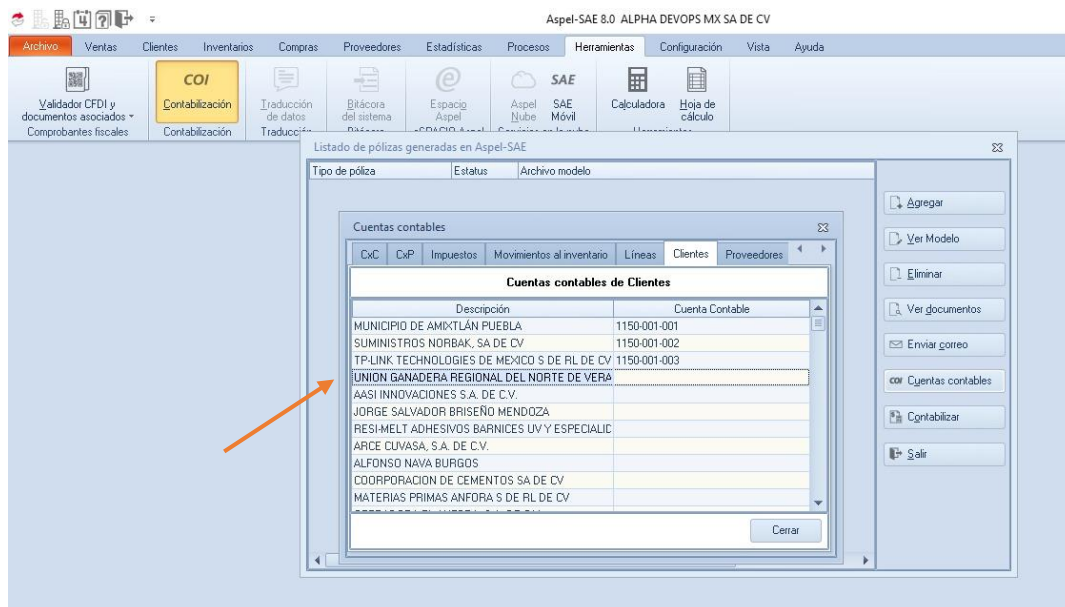 Aspel-SAE 8.0 ALPHA DEVOPS MX SA DE CV
Archivo Ventas Clientes Inventarios Compras Proveedores Estadísticas Procesos Herramientas Configuración Vista Ayuda
COI SAE
Validador CFDI y documentos asociados
Contabilización
Traducción de datos
Bitácora del sistema
Espacio Aspel
Aspel Nube
SAE Móvil
Calculadora
Hoja de cálculo
Comprobantes fiscales Contabilización Traducción
Listado de pólizas generadas en Aspel-SAE
Tipo de póliza Estatus Archivo modelo
Agregar
Ver Modelo
Eliminar
Ver documentos
Enviar correo
COI Cuentas contables
Contabilizar
Salir
Cuentas contables
CxC CxP Impuestos Movimientos al inventario Líneas Clientes Proveedores
Cuentas contables de Clientes
Descripción Cuenta Contable
MUNICIPIO DE AMIXTLÁN PUEBLA 1150-001-001
SUMINISTROS NORBAK, SA DE CV 1150-001-002
TP-LINK TECHNOLOGIES DE MEXICO S DE RL DE CV 1150-001-003
UNION GANADERA REGIONAL DEL NORTE DE VERA
AASI INNOVACIONES S.A. DE C.V.
JORGE SALVADOR BRISEÑO MENDOZA
RESI-MELT ADHESIVOS BARNICES UV Y ESPECIALID
ARCE CUVASA, S.A. DE C.V.
ALFONSO NAVA BURGOS
COORPORACION DE CEMENTOS SA DE CV
MATERIAS PRIMAS ANFORA S DE RL DE CV
Cerrar